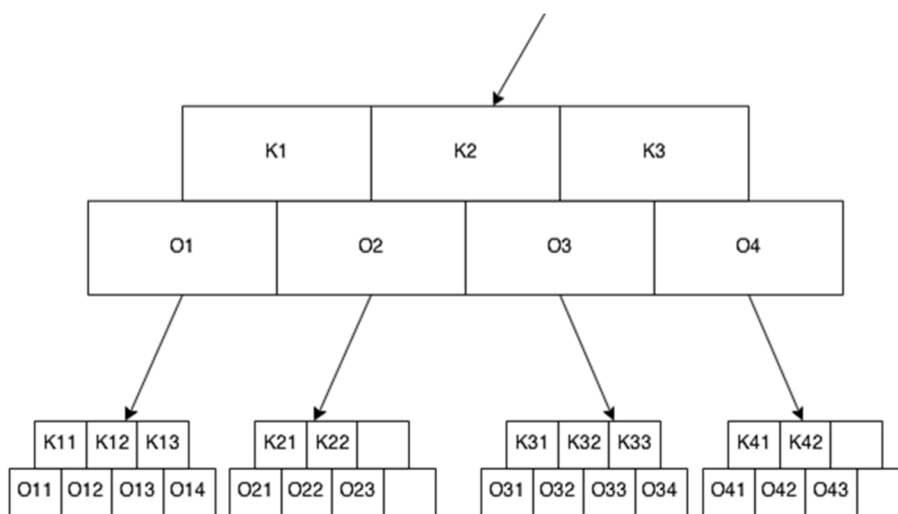 K1 K2 K3
O1 O2 O3 O4
K11 K12 K13 K21 K22 K31 K32 K33 K41 K42
O11 O12 O13 O14 O21 O22 O23 O31 O32 O33 O34 O41 O42 O43